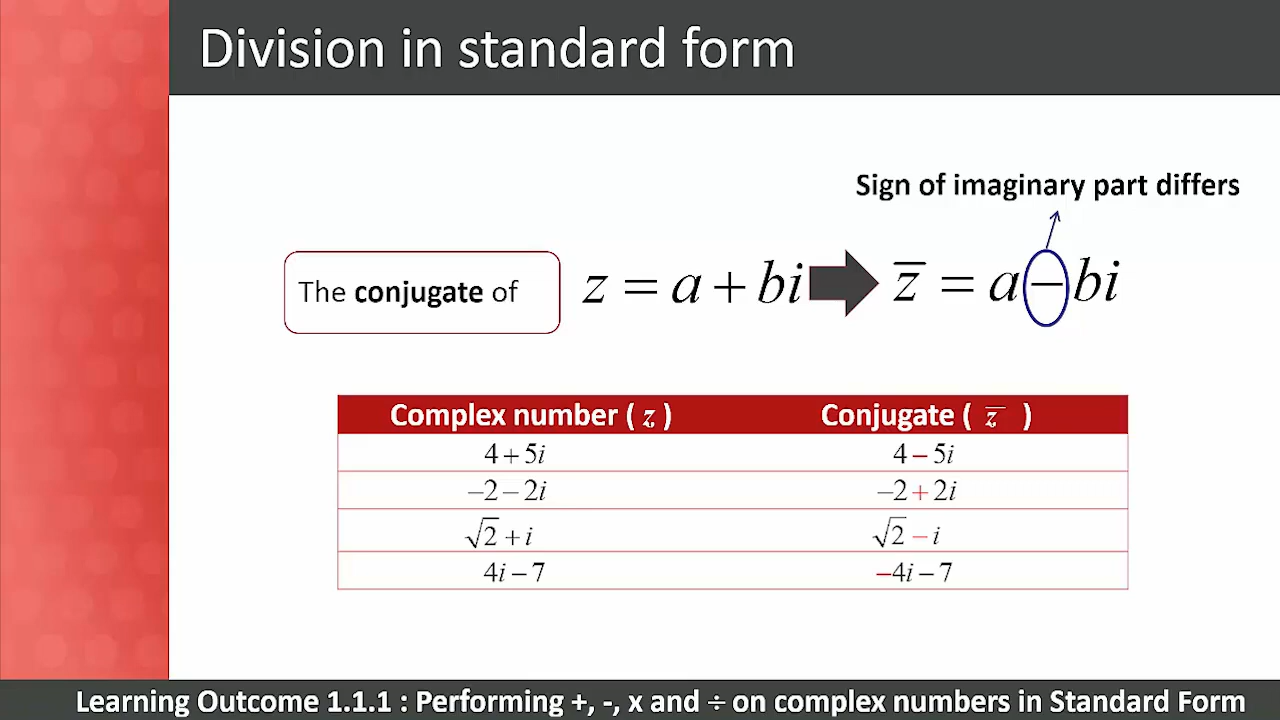 Division in standard form
Sign of imaginary part differs
The conjugate of z = a + bi z̅ = a − bi
Complex number ( z ) Conjugate ( z̅ )
4 + 5i 4 − 5i
−2 − 2i −2 + 2i
√2 + i √2 − i
4i − 7 −4i − 7
Learning Outcome 1.1.1 : Performing +, -, x and ÷ on complex numbers in Standard Form